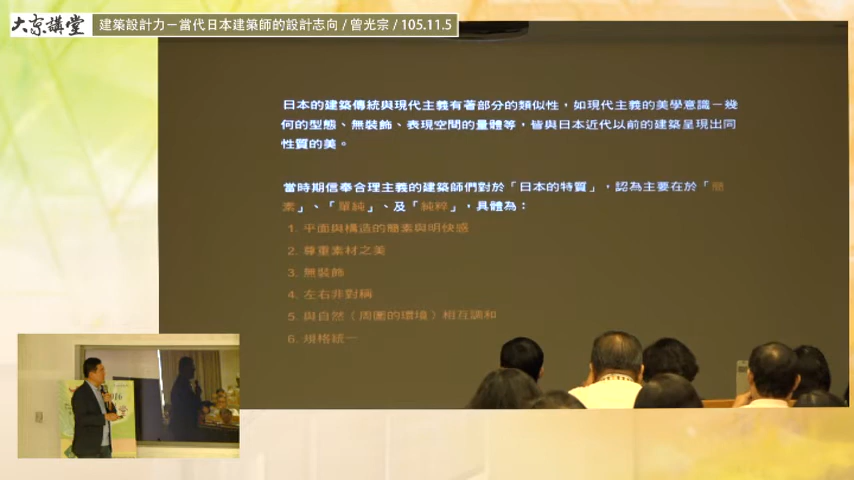 大京講堂 建築設計力－當代日本建築師的設計志向 / 曾光宗 / 105.11.5
日本的建築傳統與現代主義有著部分的類似性，如現代主義的美學意識－幾
何的型態、無裝飾、表現空間的量體等，皆與日本近代以前的建築呈現出同
性質的美。
當時期信奉合理主義的建築師們對於「日本的特質」，認為主要在於「簡
素」、「單純」、及「純粹」，具體為：
1. 平面與構造的簡素與明快感
2. 尊重素材之美
3. 無裝飾
4. 左右非對稱
5. 與自然（周圍的環境）相互調和
6. 規格統一